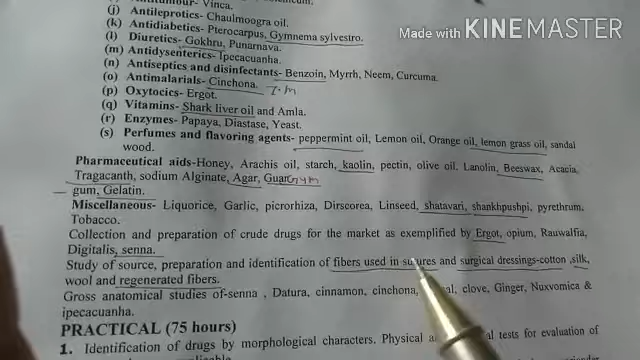 Antitumour- Vinca.
(j) Antileprotics- Chaulmoogra oil.
(k) Antidiabetics- Pterocarpus, Gymnema sylvestro.
(l) Diuretics- Gokhru, Punarnava.
(m) Antidysenterics- Ipecacuanha.
(n) Antiseptics and disinfectants- Benzoin, Myrrh, Neem, Curcuma.
(o) Antimalarials- Cinchona. I.M
(p) Oxytocics- Ergot.
(q) Vitamins- Shark liver oil and Amla.
(r) Enzymes- Papaya, Diastase, Yeast.
(s) Perfumes and flavoring agents- peppermint oil, Lemon oil, Orange oil, lemon grass oil, sandal
wood.
Pharmaceutical aids-Honey, Arachis oil, starch, kaolin, pectin, olive oil. Lanolin, Beeswax, Acacia,
Tragacanth, sodium Alginate, Agar, Guar Gum
gum, Gelatin.
Miscellaneous- Liquorice, Garlic, picrorhiza, Dirscorea, Linseed, shatavari, shankhpushpi, pyrethrum,
Tobacco.
Collection and preparation of crude drugs for the market as exemplified by Ergot, opium, Rauwalfia,
Digitalis, senna.
Study of source, preparation and identification of fibers used in sutures and surgical dressings-cotton ,silk,
wool and regenerated fibers.
Gross anatomical studies of-senna , Datura, cinnamon, cinchona, clove, Ginger, Nuxvomica &
ipecacuanha.
PRACTICAL (75 hours)
1. Identification of drugs by morphological characters. Physical tests for evaluation of
Made with KINEMASTER